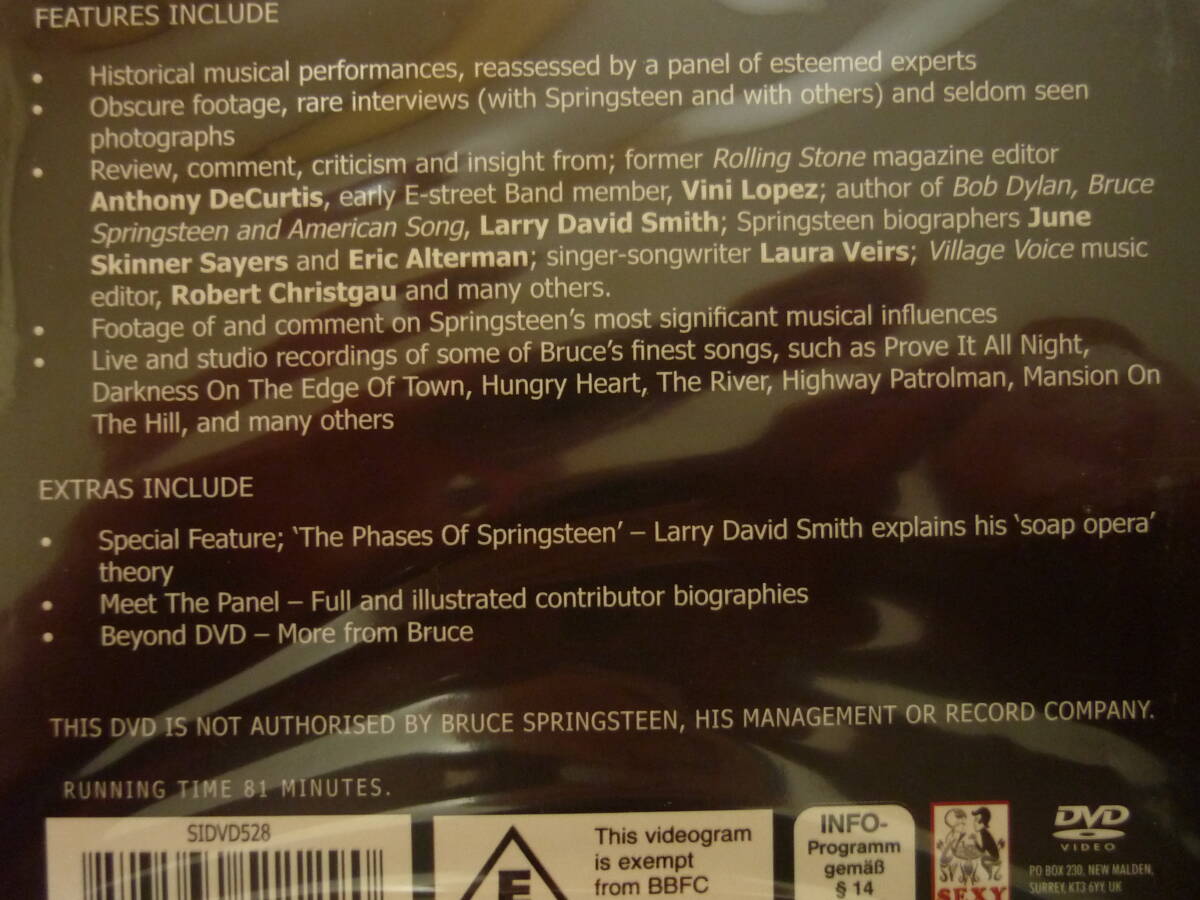 FEATURES INCLUDE
• Historical musical performances, reassessed by a panel of esteemed experts
• Obscure footage, rare interviews (with Springsteen and with others) and seldom seen
photographs
• Review, comment, criticism and insight from; former Rolling Stone magazine editor
Anthony DeCurtis, early E-street Band member, Vini Lopez; author of Bob Dylan, Bruce
Springsteen and American Song, Larry David Smith; Springsteen biographers June
Skinner Sayers and Eric Alterman; singer-songwriter Laura Veirs; Village Voice music
editor, Robert Christgau and many others.
• Footage of and comment on Springsteen's most significant musical influences
• Live and studio recordings of some of Bruce's finest songs, such as Prove It All Night,
Darkness On The Edge Of Town, Hungry Heart, The River, Highway Patrolman, Mansion On
The Hill, and many others
EXTRAS INCLUDE
• Special Feature; 'The Phases Of Springsteen' – Larry David Smith explains his 'soap opera'
theory
• Meet The Panel – Full and illustrated contributor biographies
• Beyond DVD – More from Bruce
THIS DVD IS NOT AUTHORISED BY BRUCE SPRINGSTEEN, HIS MANAGEMENT OR RECORD COMPANY.
RUNNING TIME 81 MINUTES.
SIDVD528
E
This videogram
is exempt
from BBFC
INFO-
Programm
gemäß
§ 14
SEXY
DVD
VIDEO
PO BOX 230, NEW MALDEN,
SURREY, KT3 6YY, UK